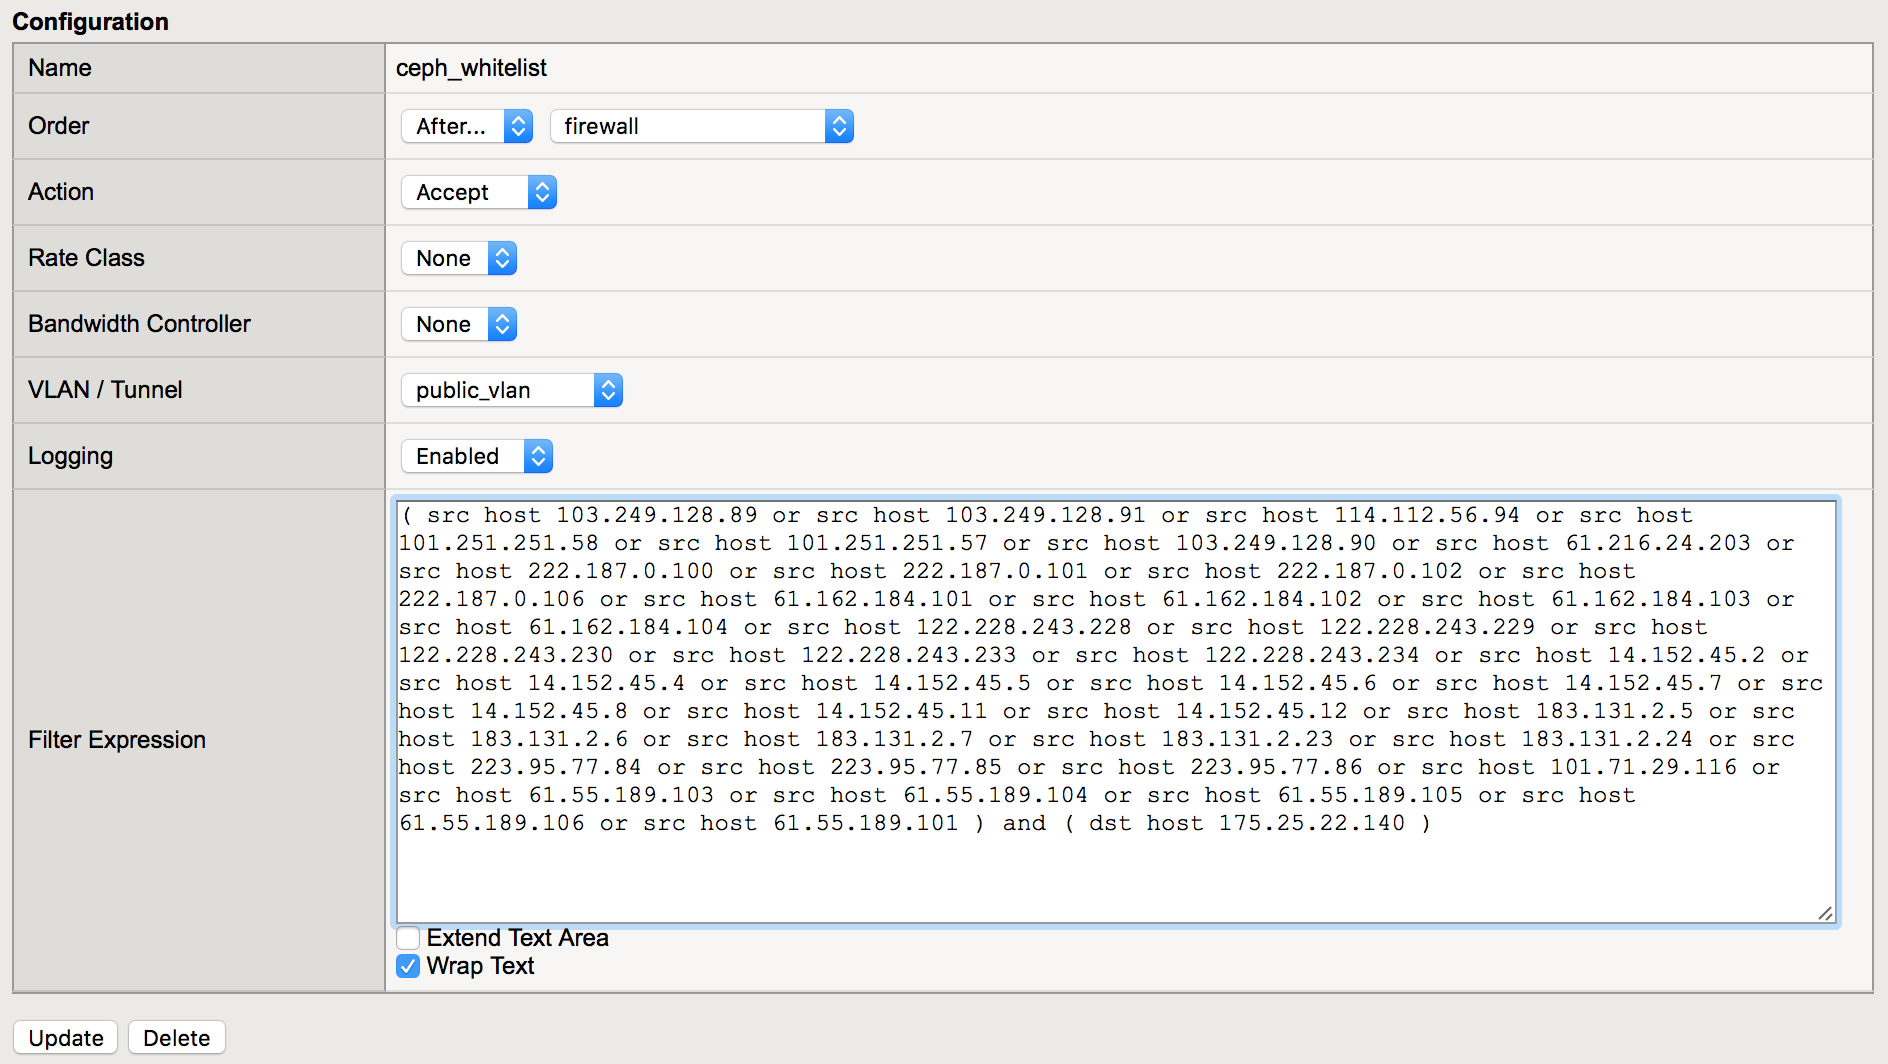 Configuration
Name ceph_whitelist
Order After... firewall
Action Accept
Rate Class None
Bandwidth Controller None
VLAN / Tunnel public_vlan
Logging Enabled
Filter Expression
( src host 103.249.128.89 or src host 103.249.128.91 or src host 114.112.56.94 or src host
101.251.251.58 or src host 101.251.251.57 or src host 103.249.128.90 or src host 61.216.24.203 or
src host 222.187.0.100 or src host 222.187.0.101 or src host 222.187.0.102 or src host
222.187.0.106 or src host 61.162.184.101 or src host 61.162.184.102 or src host 61.162.184.103 or
src host 61.162.184.104 or src host 122.228.243.228 or src host 122.228.243.229 or src host
122.228.243.230 or src host 122.228.243.233 or src host 122.228.243.234 or src host 14.152.45.2 or
src host 14.152.45.4 or src host 14.152.45.5 or src host 14.152.45.6 or src host 14.152.45.7 or src
host 14.152.45.8 or src host 14.152.45.11 or src host 14.152.45.12 or src host 183.131.2.5 or src
host 183.131.2.6 or src host 183.131.2.7 or src host 183.131.2.23 or src host 183.131.2.24 or src
host 223.95.77.84 or src host 223.95.77.85 or src host 223.95.77.86 or src host 101.71.29.116 or
src host 61.55.189.103 or src host 61.55.189.104 or src host 61.55.189.105 or src host
61.55.189.106 or src host 61.55.189.101 ) and ( dst host 175.25.22.140 )
Extend Text Area
Wrap Text
Update Delete